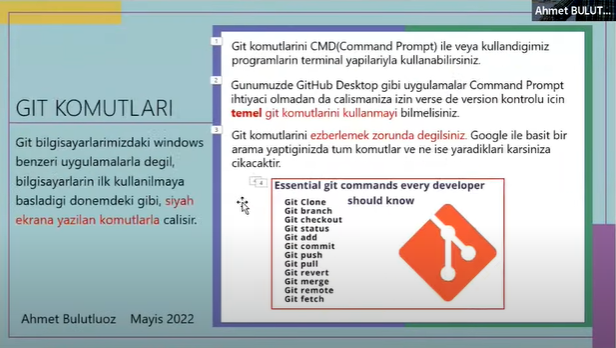 Ahmet BULUT...
GIT KOMUTLARI
Git bilgisayarlarimizdaki windows
benzeri uygulamalarla degil,
bilgisayarlarin ilk kullanilmaya
basladigi donemdeki gibi, siyah
ekrana yazilan komutlarla calisir.
Ahmet Bulutluoz Mayis 2022
1
Git komutlarini CMD(Command Prompt) ile veya kullandigimiz
programlarin terminal yapilariyla kullanabilirsiniz.
2
Gunumuzde GitHub Desktop gibi uygulamalar Command Prompt
ihtiyaci olmadan da calismaniza izin verse de version kontrolu icin
temel git komutlarini kullanmayi bilmelisiniz.
3
Git komutlarini ezberlemek zorunda degilsiniz. Google ile basit bir
arama yaptiginizda tum komutlar ve ne ise yaradiklari karsiniza
cikacaktir.
4
Essential git commands every developer
should know
Git Clone
Git branch
Git checkout
Git status
Git add
Git commit
Git push
Git pull
Git revert
Git merge
Git remote
Git fetch